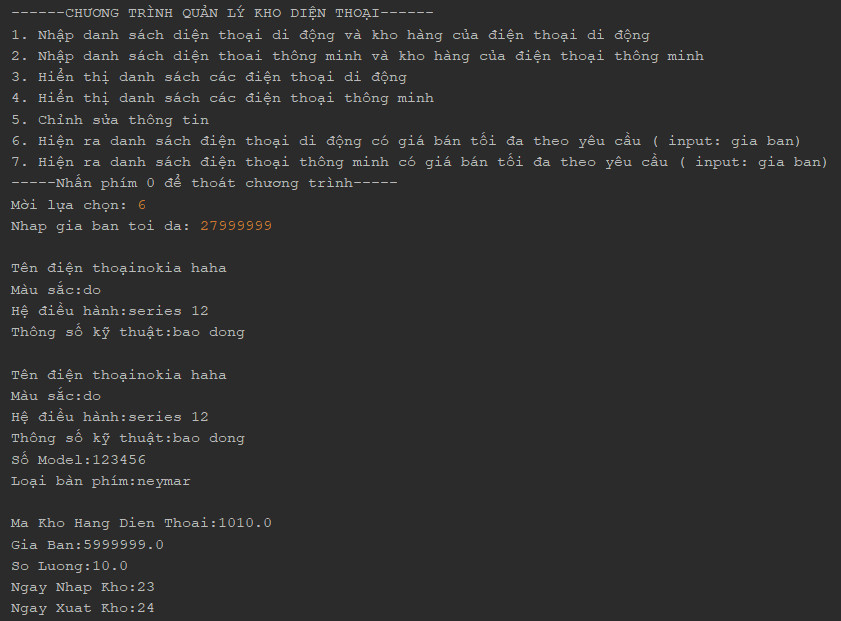 ------CHƯƠNG TRÌNH QUẢN LÝ KHO DIỆN THOẠI------
1. Nhập danh sách diện thoại di động và kho hàng của điện thoại di động
2. Nhập danh sách diện thoai thông minh và kho hàng của điện thoại thông minh
3. Hiển thị danh sách các điện thoại di động
4. Hiển thị danh sách các điện thoại thông minh
5. Chỉnh sửa thông tin
6. Hiện ra danh sách điện thoại di động có giá bán tối đa theo yêu cầu ( input: gia ban)
7. Hiện ra danh sách điện thoại thông minh có giá bán tối đa theo yêu cầu ( input: gia ban)
-----Nhấn phím 0 để thoát chương trình-----
Mời lựa chọn: 6
Nhap gia ban toi da: 27999999
Tên điện thoạinokia haha
Màu sắc:do
Hệ điều hành:series 12
Thông số kỹ thuật:bao dong
Tên điện thoạinokia haha
Màu sắc:do
Hệ điều hành:series 12
Thông số kỹ thuật:bao dong
Số Model:123456
Loại bàn phím:neymar
Ma Kho Hang Dien Thoai:1010.0
Gia Ban:5999999.0
So Luong:10.0
Ngay Nhap Kho:23
Ngay Xuat Kho:24